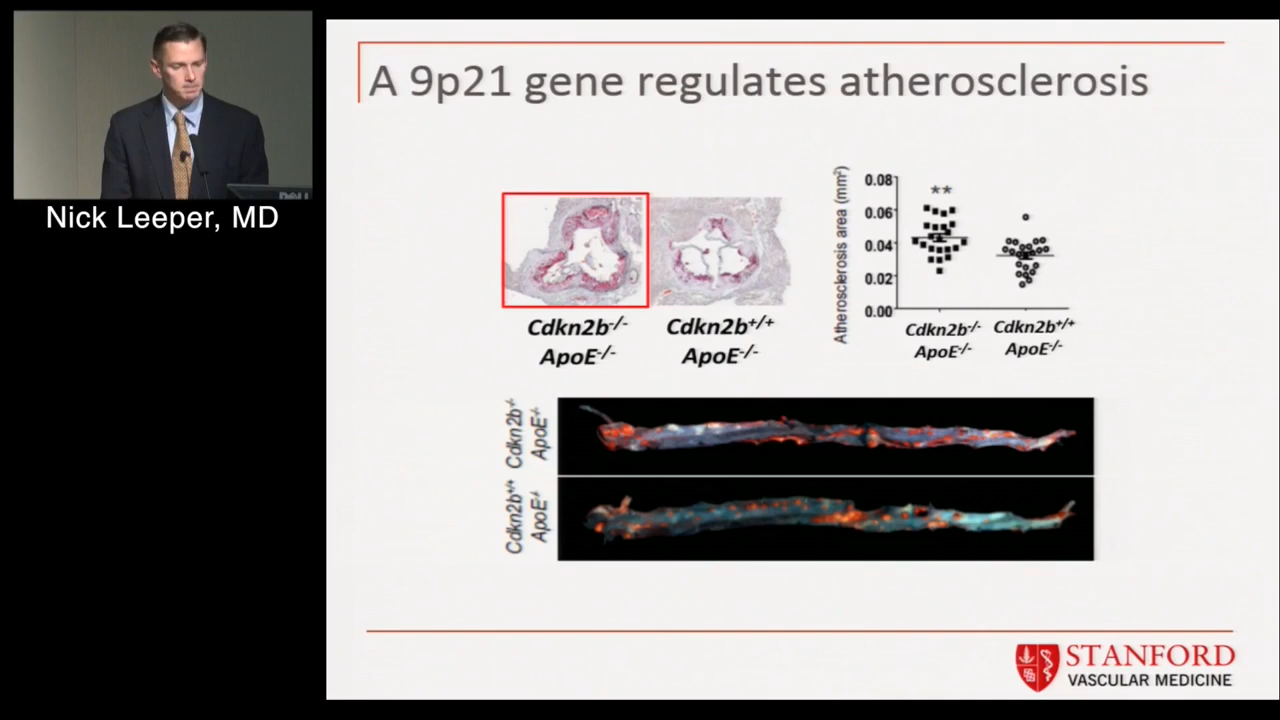 Nick Leeper, MD
A 9p21 gene regulates atherosclerosis
Cdkn2b-/-
ApoE-/-
Cdkn2b+/+
ApoE-/-
Atherosclerosis area (mm²)
0.08
0.06
0.04
0.02
0.00
**
Cdkn2b-/-
ApoE-/-
Cdkn2b+/+
ApoE-/-
Cdkn2b-/-
ApoE-/-
Cdkn2b+/+
ApoE-/-
STANFORD
VASCULAR MEDICINE
DELL